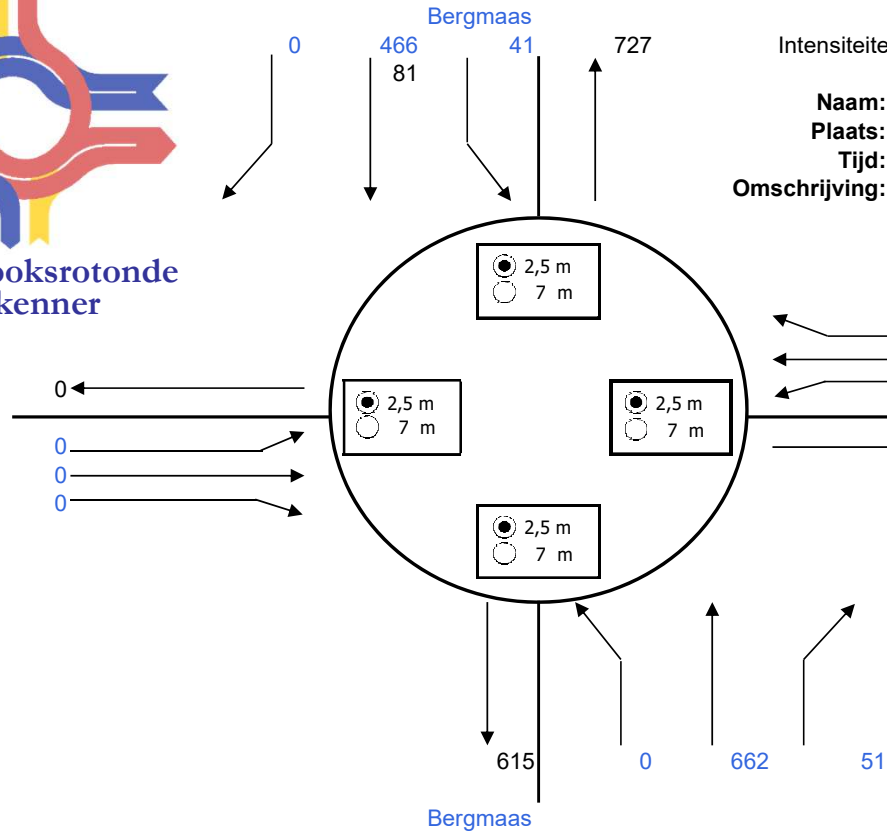 Bergmaas
0 466 41 727 Intensiteite
81
Naam:
Plaats:
Tijd:
Omschrijving:
ooksrotonde
kenner
2,5 m
7 m
0
2,5 m
7 m
2,5 m
7 m
0
0
0
2,5 m
7 m
615 0 662 51
Bergmaas